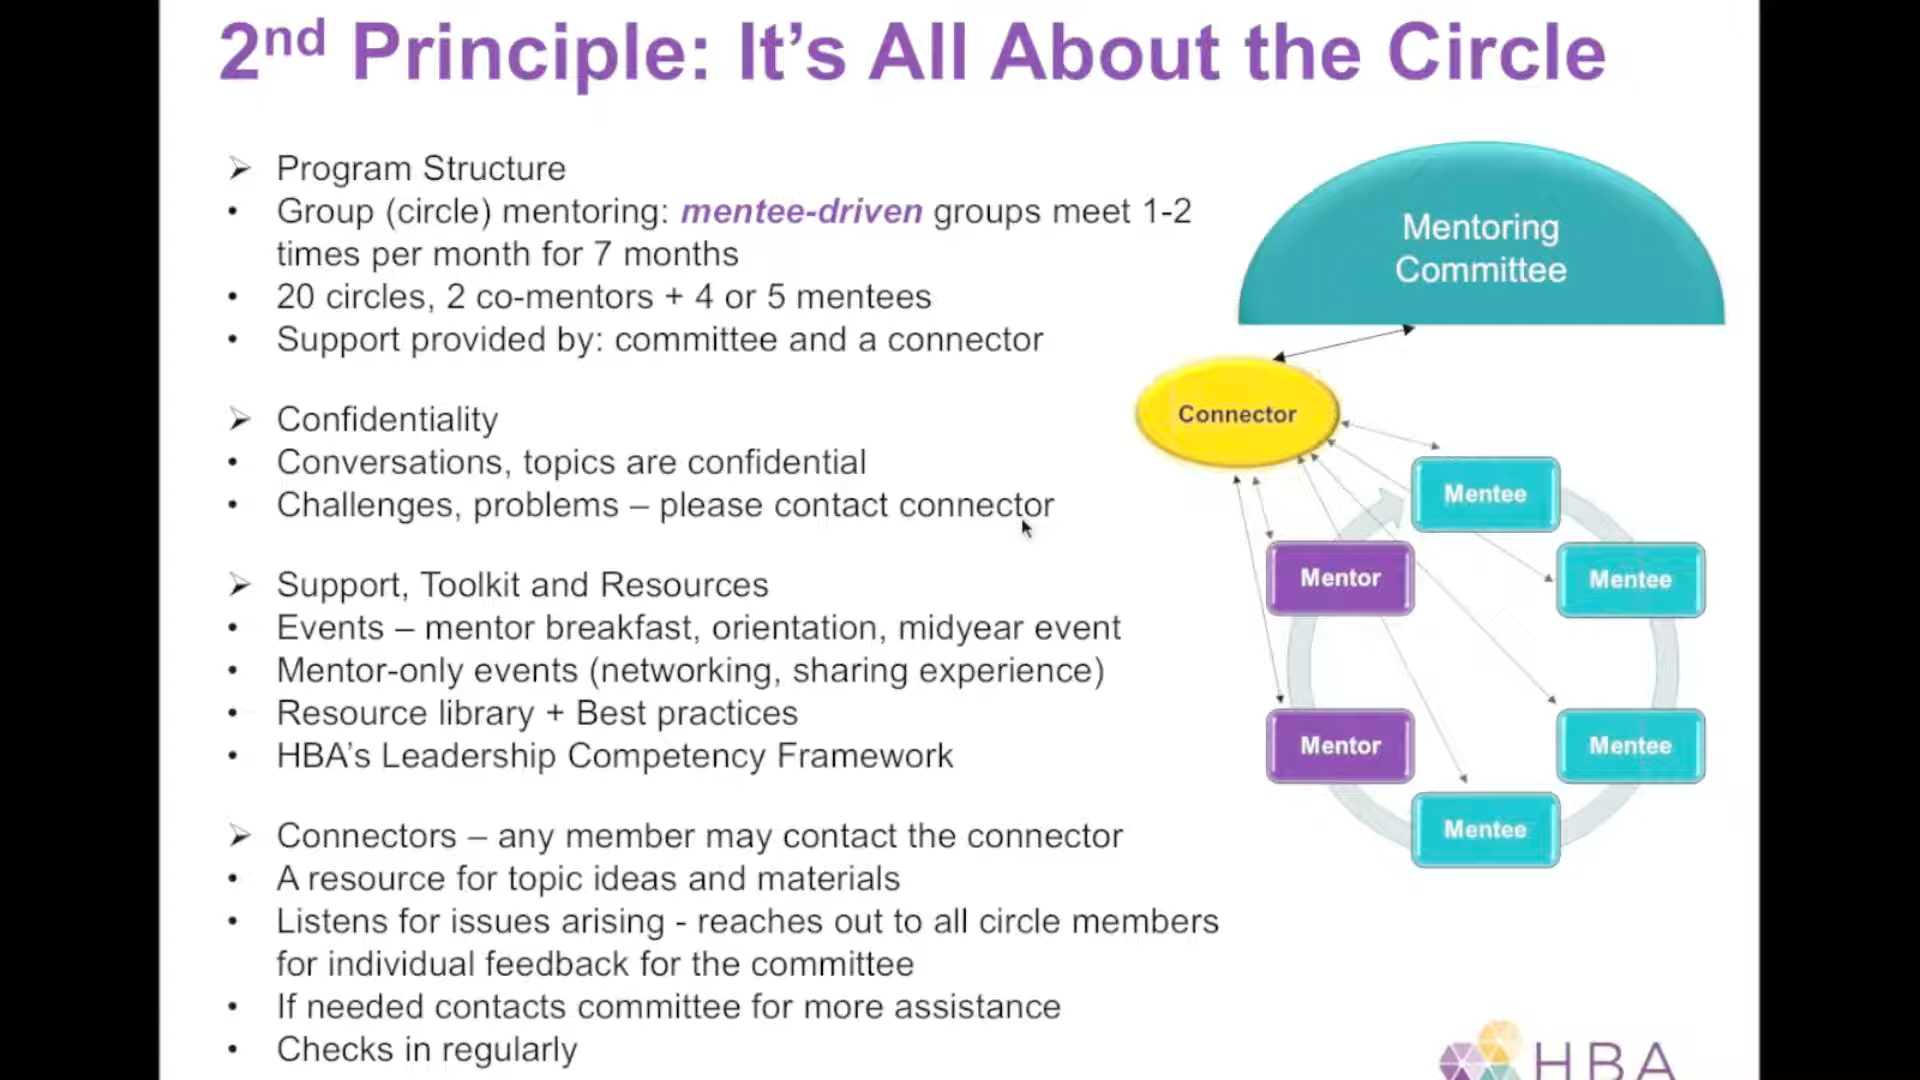 2nd Principle: It's All About the Circle
➢ Program Structure
• Group (circle) mentoring: mentee-driven groups meet 1-2
times per month for 7 months
• 20 circles, 2 co-mentors + 4 or 5 mentees
• Support provided by: committee and a connector
➢ Confidentiality
• Conversations, topics are confidential
• Challenges, problems – please contact connector
➢ Support, Toolkit and Resources
• Events – mentor breakfast, orientation, midyear event
• Mentor-only events (networking, sharing experience)
• Resource library + Best practices
• HBA's Leadership Competency Framework
➢ Connectors – any member may contact the connector
• A resource for topic ideas and materials
• Listens for issues arising - reaches out to all circle members
for individual feedback for the committee
• If needed contacts committee for more assistance
• Checks in regularly
Mentoring
Committee
Connector
Mentee
Mentor
Mentee
Mentor
Mentee
Mentee
HBA